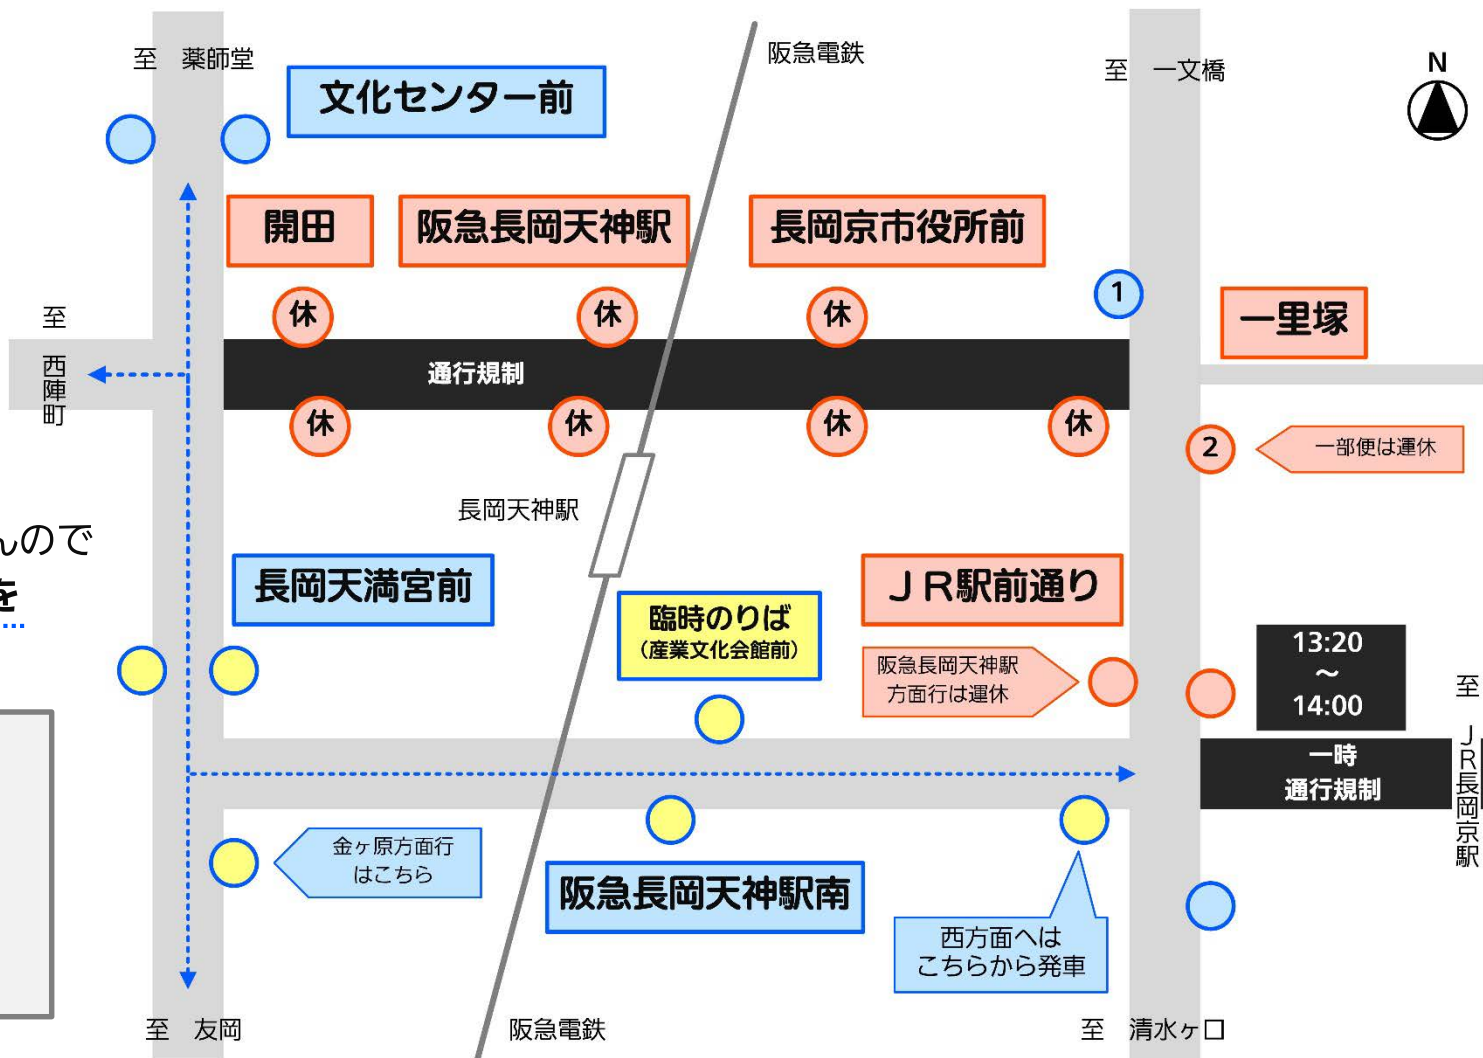 至 薬師堂
阪急電鉄
至 一文橋
N
文化センター前
開田
阪急長岡天神駅
長岡京市役所前
1
一里塚
休
休
休
至 西陣町
通行規制
休
休
休
休
2
一部便は運休
長岡天神駅
んので
を
長岡天満宮前
臨時のりば
（産業文化会館前）
JR駅前通り
阪急長岡天神駅
方面行は運休
13:20
～
14:00
至 JR長岡京駅
一時
通行規制
金ヶ原方面行
はこちら
阪急長岡天神駅南
西方面へは
こちらから発車
至 友岡
阪急電鉄
至 清水ヶ口